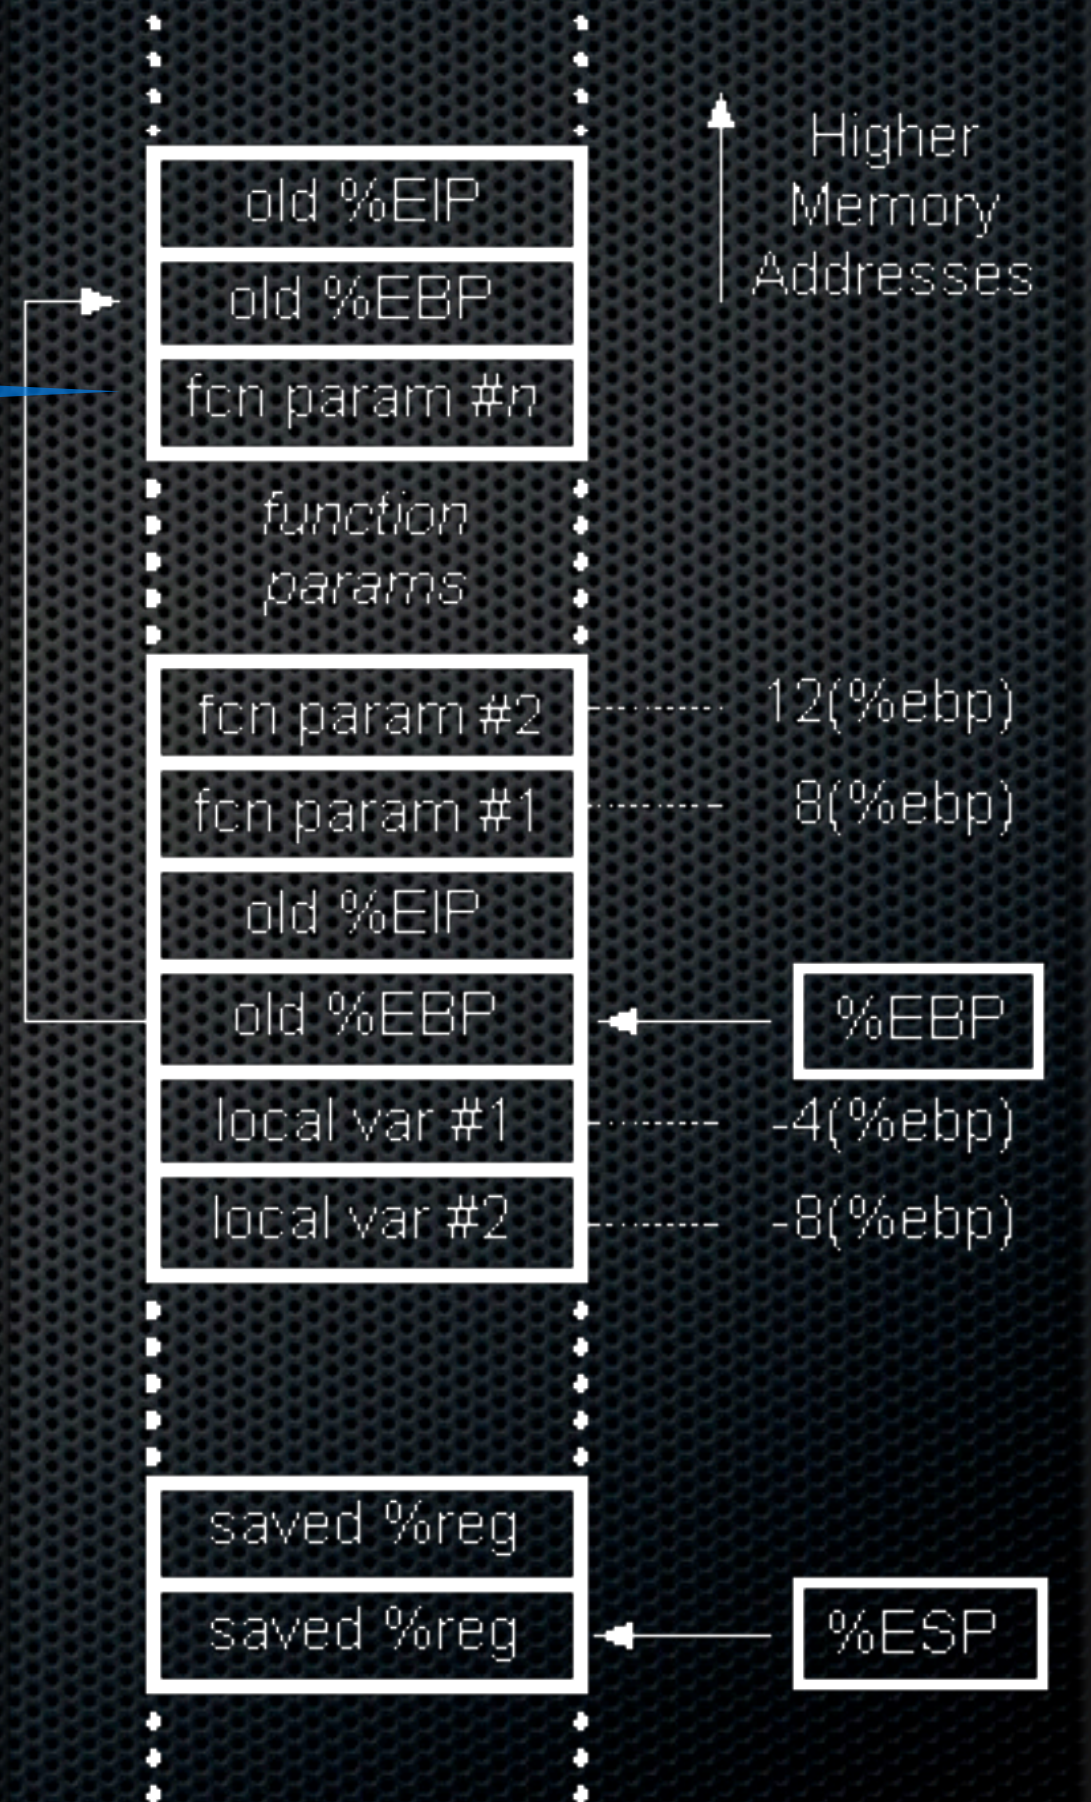 Higher
Memory
Addresses
old %EIP
old %EBP
fcn param #n
function
params
fcn param #2
12(%ebp)
fcn param #1
8(%ebp)
old %EIP
old %EBP
%EBP
local var #1
-4(%ebp)
local var #2
-8(%ebp)
saved %reg
saved %reg
%ESP